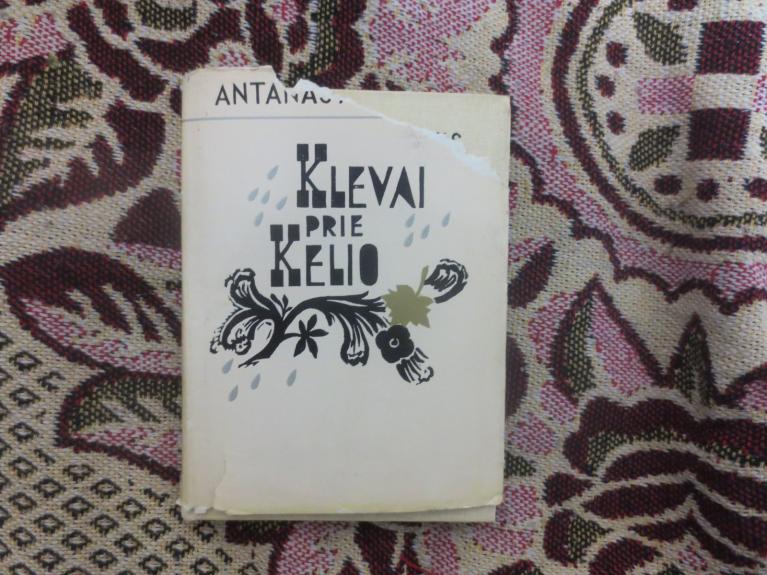 ANTANAS
KLEVAI
PRIE
KELIO